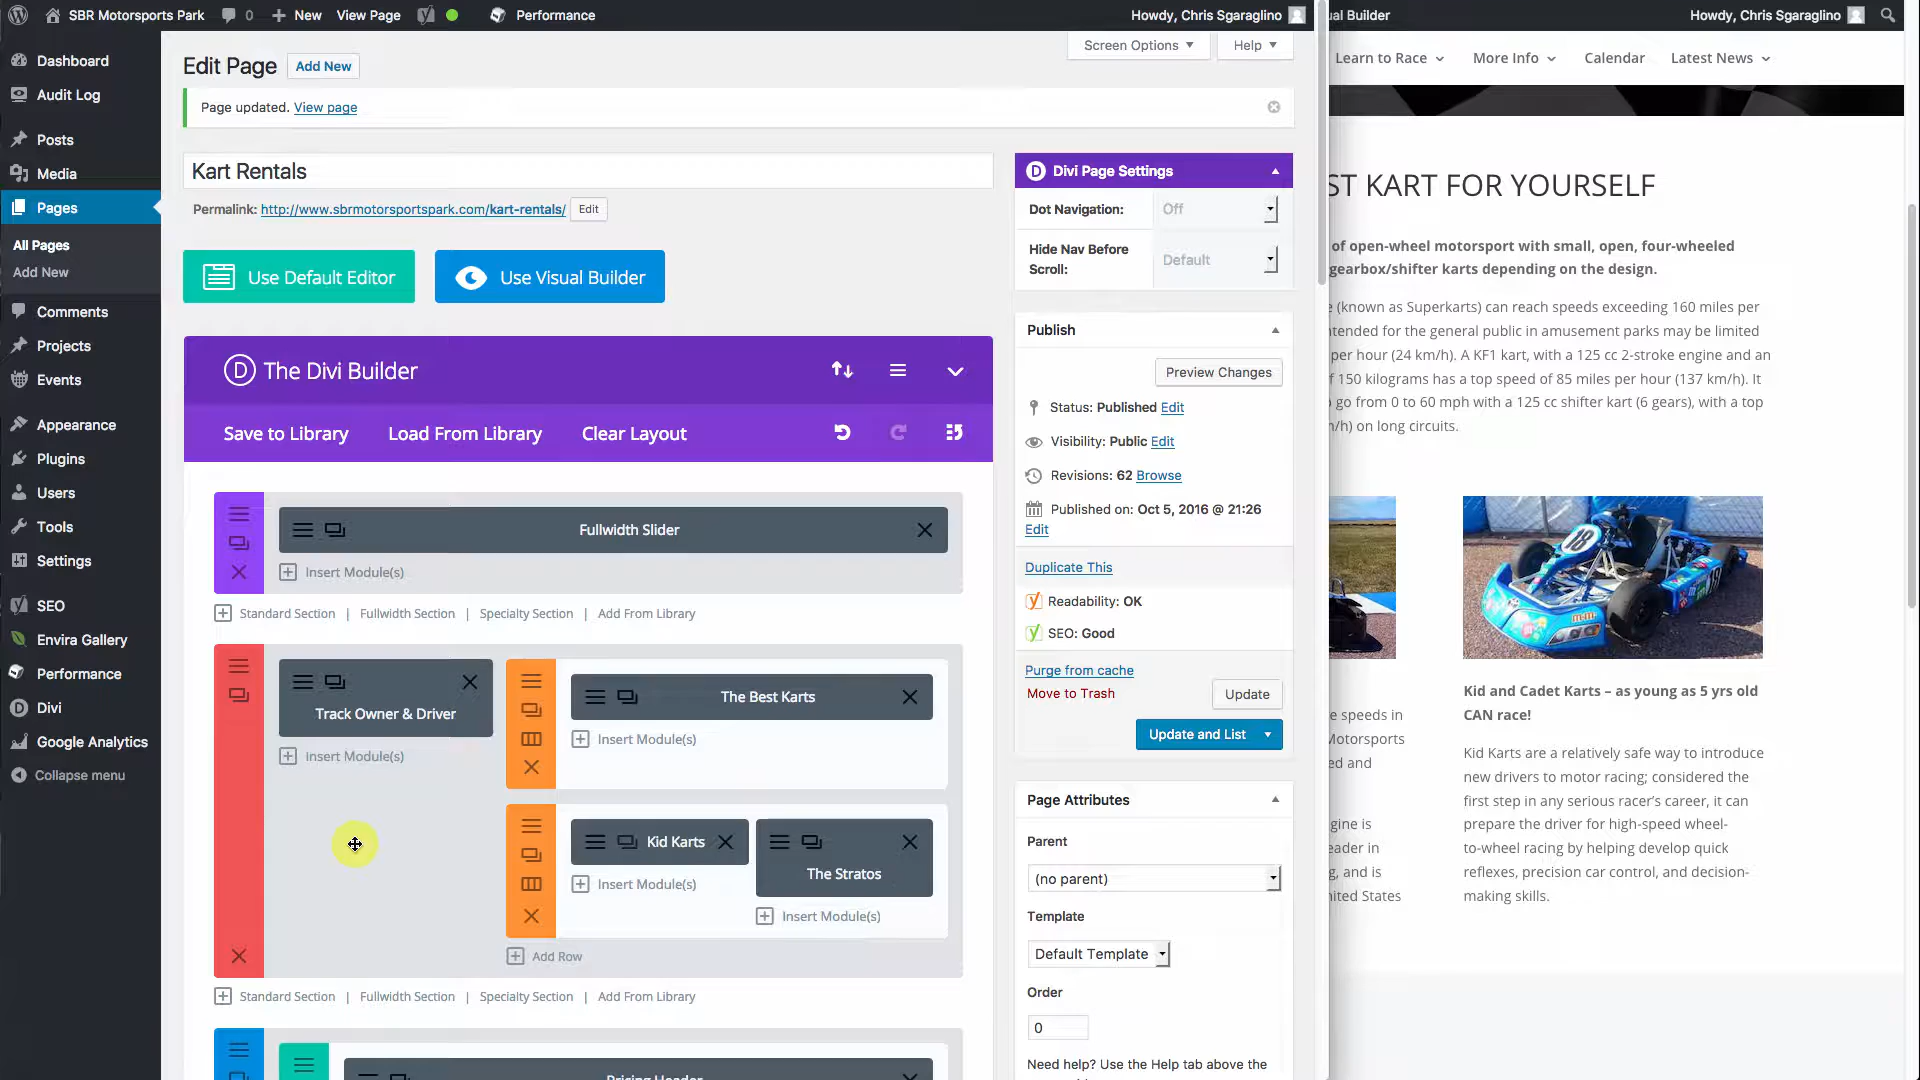 SBR Motorsports Park
0
New
View Page
Performance
Howdy, Chris Sgaraglino
Dashboard
Audit Log
Posts
Media
Pages
All Pages
Add New
Comments
Projects
Events
Appearance
Plugins
Users
Tools
Settings
SEO
Envira Gallery
Performance
Divi
Google Analytics
Collapse menu
Screen Options
Help
Edit Page
Add New
Page updated. View page
Kart Rentals
Permalink: http://www.sbrmotorsportspark.com/kart-rentals/ Edit
Use Default Editor
Use Visual Builder
The Divi Builder
Save to Library
Load From Library
Clear Layout
Fullwidth Slider
Insert Module(s)
Standard Section | Fullwidth Section | Specialty Section | Add From Library
Track Owner & Driver
Insert Module(s)
The Best Karts
Insert Module(s)
Kid Karts
Insert Module(s)
The Stratos
Insert Module(s)
Add Row
Standard Section | Fullwidth Section | Specialty Section | Add From Library
Pricing Header
Divi Page Settings
Dot Navigation:
Off
Hide Nav Before
Scroll:
Default
Publish
Preview Changes
Status: Published Edit
Visibility: Public Edit
Revisions: 62 Browse
Published on: Oct 5, 2016 @ 21:26
Edit
Duplicate This
Readability: OK
SEO: Good
Purge from cache
Move to Trash
Update
Update and List
Page Attributes
Parent
(no parent)
Template
Default Template
Order
0
Need help? Use the Help tab above the
ual Builder
Howdy, Chris Sgaraglino
Learn to Race
More Info
Calendar
Latest News
ST KART FOR YOURSELF
of open-wheel motorsport with small, open, four-wheeled
gearbox/shifter karts depending on the design.
(known as Superkarts) can reach speeds exceeding 160 miles per
ntended for the general public in amusement parks may be limited
per hour (24 km/h). A KF1 kart, with a 125 cc 2-stroke engine and an
f 150 kilograms has a top speed of 85 miles per hour (137 km/h). It
go from 0 to 60 mph with a 125 cc shifter kart (6 gears), with a top
/h) on long circuits.
18
e speeds in
Motorsports
ed and
gine is
eader in
g, and is
nited States
Kid and Cadet Karts – as young as 5 yrs old
CAN race!
Kid Karts are a relatively safe way to introduce
new drivers to motor racing; considered the
first step in any serious racer's career, it can
prepare the driver for high-speed wheel-
to-wheel racing by helping develop quick
reflexes, precision car control, and decision-
making skills.